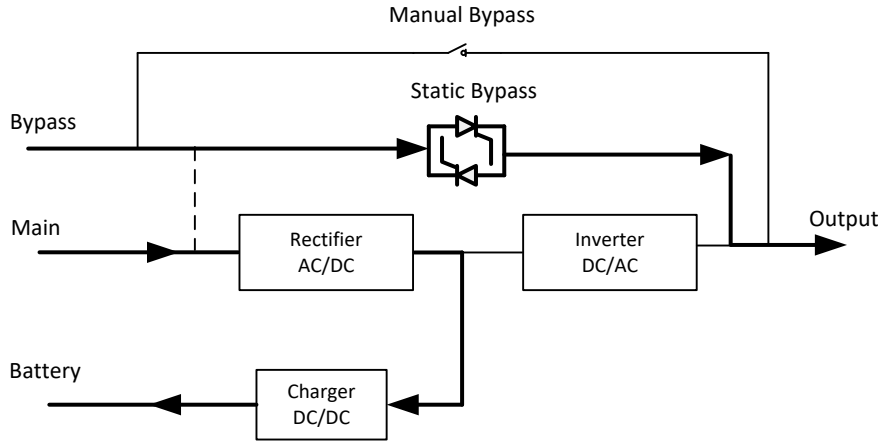 Manual Bypass
Static Bypass
Bypass
Main
Rectifier
AC/DC
Inverter
DC/AC
Output
Battery
Charger
DC/DC